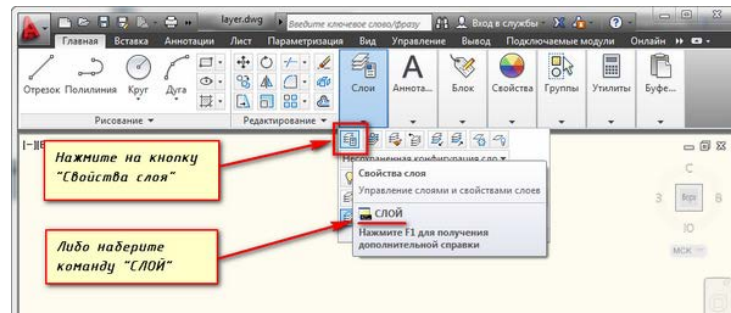 layer.dwg Введите ключевое слово/фразу Вход в службы
Главная Вставка Аннотации Лист Параметризация Вид Управление Вывод Подключаемые модули Онлайн
Отрезок Полилиния Круг Дуга Слои Аннота... Блок Свойства Группы Утилиты Буфе...
Рисование Редактирование
Нажмите на кнопку
"Свойства слоя"
Несохраненная конфигурация сло
Свойства слоя
Управление слоями и свойствами слоев
СЛОЙ
Нажмите F1 для получения
дополнительной справки
Либо наберите
команду "СЛОЙ"
С
З Верх В
Ю
МСК